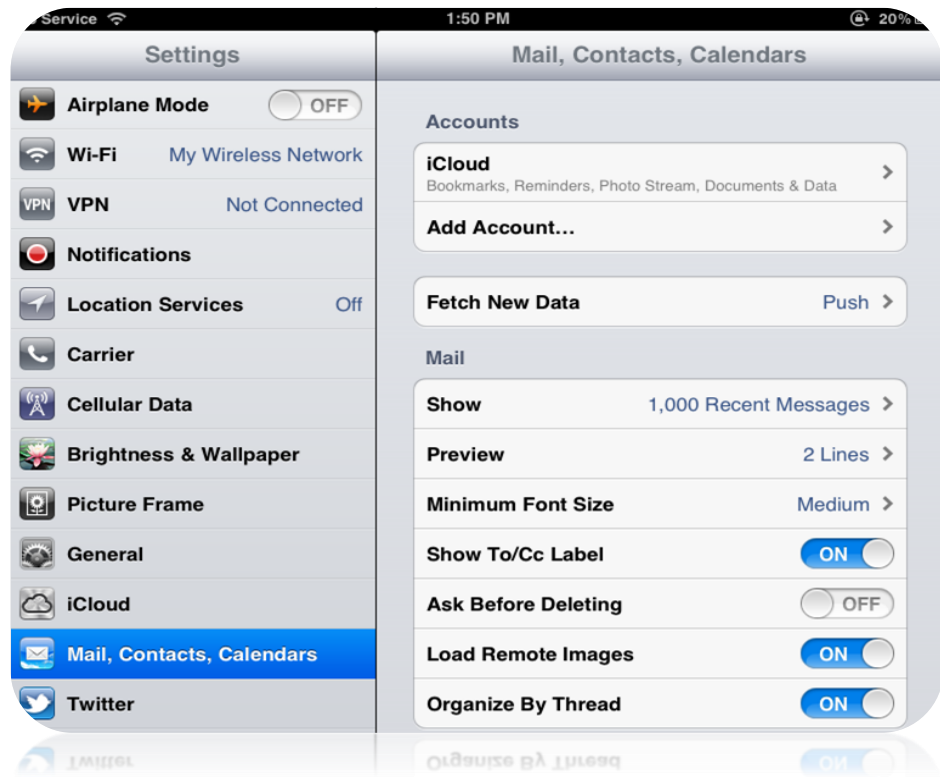 Service 1:50 PM 20%
Settings
Airplane Mode OFF
Wi-Fi My Wireless Network
VPN VPN Not Connected
Notifications
Location Services Off
Carrier
Cellular Data
Brightness & Wallpaper
Picture Frame
General
iCloud
Mail, Contacts, Calendars
Twitter
Mail, Contacts, Calendars
Accounts
iCloud
Bookmarks, Reminders, Photo Stream, Documents & Data
Add Account...
Fetch New Data Push
Mail
Show 1,000 Recent Messages
Preview 2 Lines
Minimum Font Size Medium
Show To/Cc Label ON
Ask Before Deleting OFF
Load Remote Images ON
Organize By Thread ON